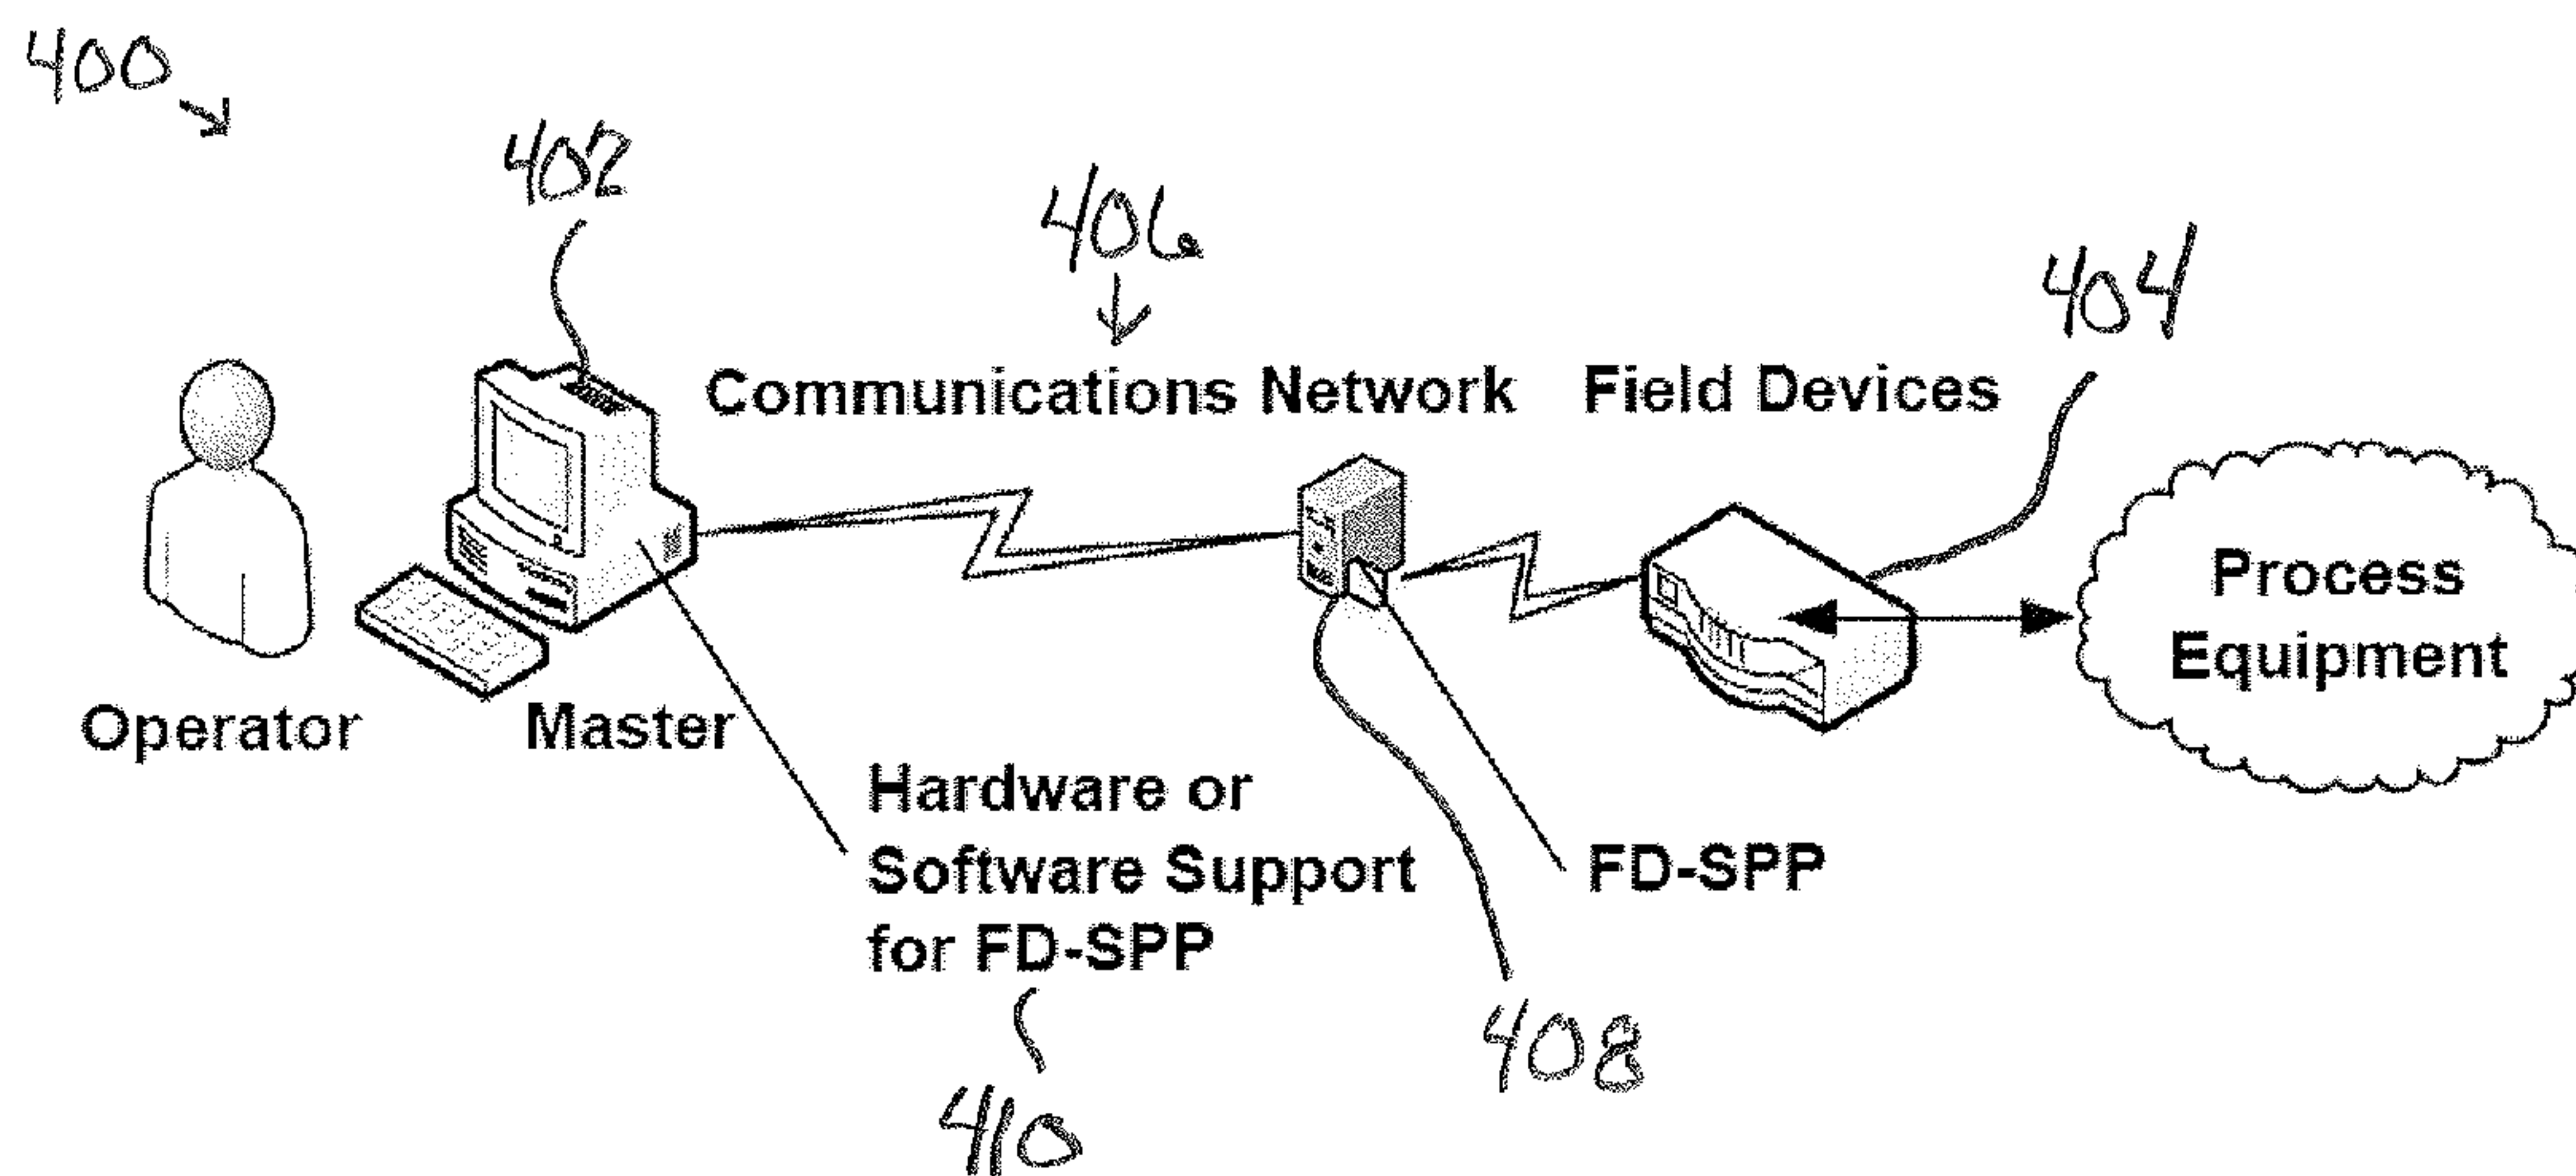 400
402
406
404
Communications Network
Field Devices
Process
Equipment
Operator
Master
Hardware or
Software Support
for FD-SPP
FD-SPP
408
410